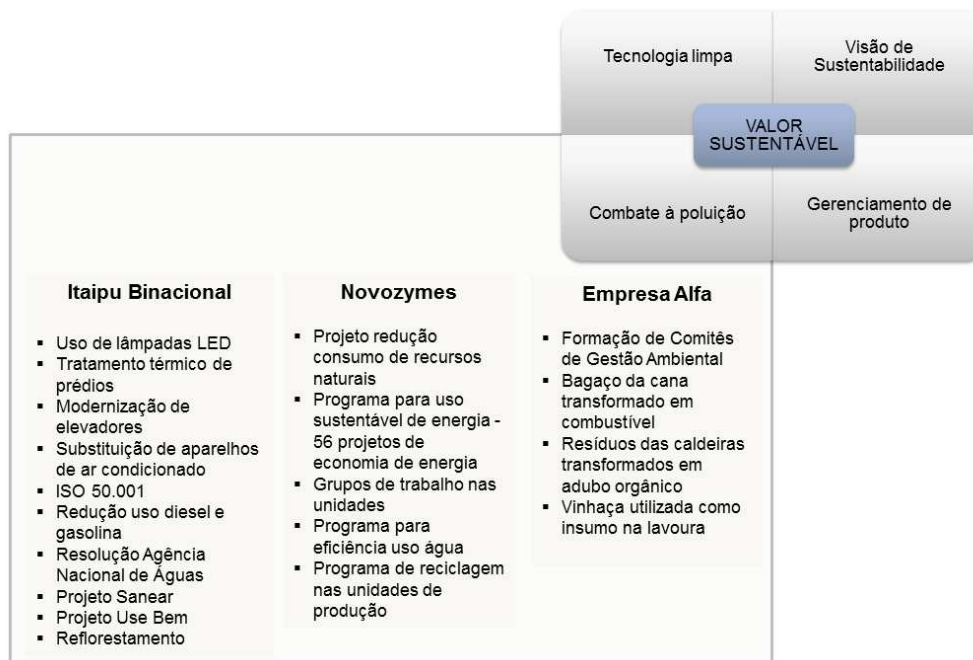 Tecnologia limpa
Visão de
Sustentabilidade
VALOR
SUSTENTÁVEL
Combate à poluição
Gerenciamento de
produto
Itaipu Binacional
▪ Uso de lâmpadas LED
▪ Tratamento térmico de
prédios
▪ Modernização de
elevadores
▪ Substituição de aparelhos
de ar condicionado
▪ ISO 50.001
▪ Redução uso diesel e
gasolina
▪ Resolução Agência
Nacional de Águas
▪ Projeto Sanear
▪ Projeto Use Bem
▪ Reflorestamento
Novozymes
▪ Projeto redução
consumo de recursos
naturais
▪ Programa para uso
sustentável de energia -
56 projetos de
economia de energia
▪ Grupos de trabalho nas
unidades
▪ Programa para
eficiência uso água
▪ Programa de reciclagem
nas unidades de
produção
Empresa Alfa
▪ Formação de Comitês
de Gestão Ambiental
▪ Bagaço da cana
transformado em
combustível
▪ Resíduos das caldeiras
transformados em
adubo orgânico
▪ Vinhaça utilizada como
insumo na lavoura